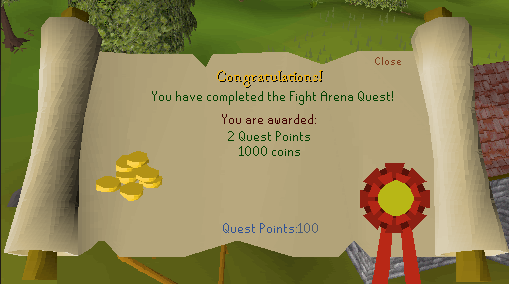 Close
Congratulations!
You have completed the Fight Arena Quest!
You are awarded:
2 Quest Points
1000 coins
Quest Points:100